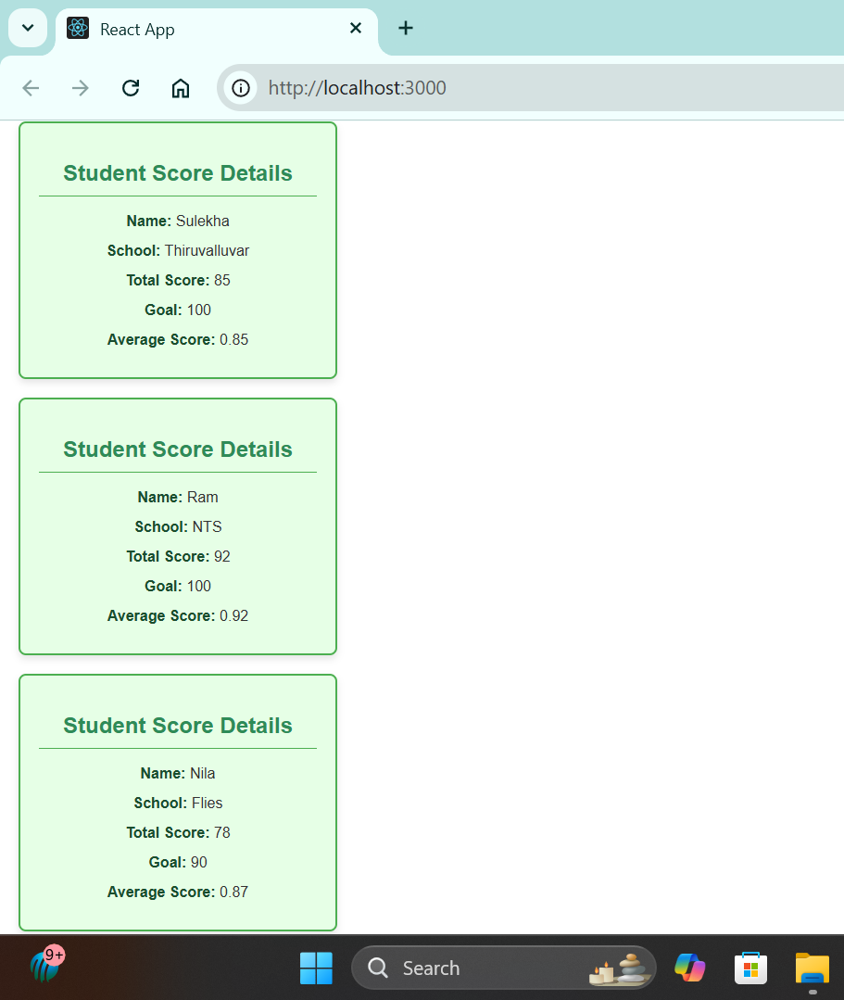 React App
http://localhost:3000
Student Score Details
Name: Sulekha
School: Thiruvalluvar
Total Score: 85
Goal: 100
Average Score: 0.85
Student Score Details
Name: Ram
School: NTS
Total Score: 92
Goal: 100
Average Score: 0.92
Student Score Details
Name: Nila
School: Flies
Total Score: 78
Goal: 90
Average Score: 0.87
9+
Search